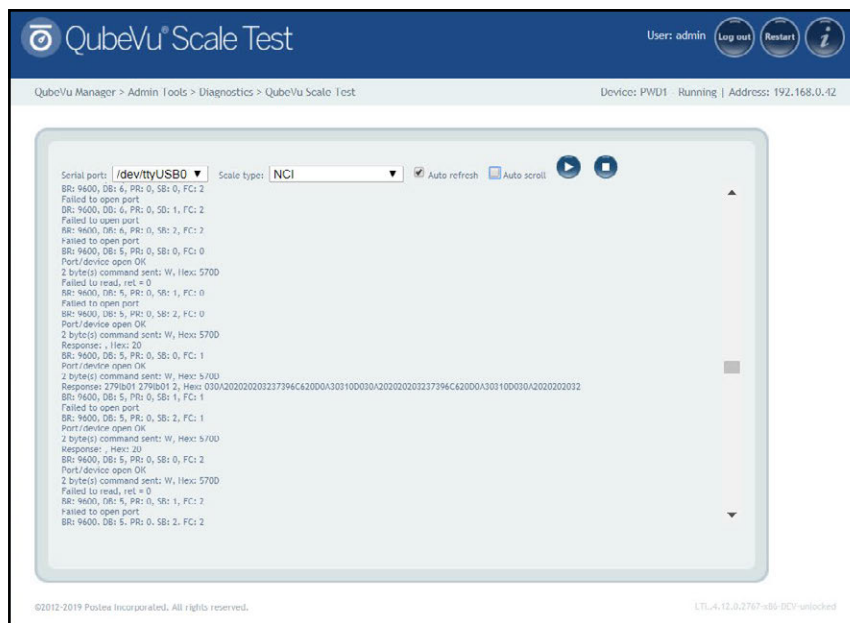 QubeVu® Scale Test
User: admin
Log out
Restart
i
QubeVu Manager > Admin Tools > Diagnostics > QubeVu Scale Test
Device: PWD1 - Running | Address: 192.168.0.42
Serial port: /dev/ttyUSB0 Scale type: NCI Auto refresh Auto scroll
BR: 9600, DB: 6, PR: 0, SB: 0, FC: 2
Failed to open port
BR: 9600, DB: 6, PR: 0, SB: 1, FC: 2
Failed to open port
BR: 9600, DB: 6, PR: 0, SB: 2, FC: 2
Failed to open port
BR: 9600, DB: 5, PR: 0, SB: 0, FC: 0
Port/device open OK
2 byte(s) command sent: W, Hex: 570D
Failed to read, ret = 0
BR: 9600, DB: 5, PR: 0, SB: 1, FC: 0
Failed to open port
BR: 9600, DB: 5, PR: 0, SB: 2, FC: 0
Port/device open OK
2 byte(s) command sent: W, Hex: 570D
Response: , Hex: 20
BR: 9600, DB: 5, PR: 0, SB: 0, FC: 1
Port/device open OK
2 byte(s) command sent: W, Hex: 570D
Response: 279lb01 279lb01 2, Hex: 030A202020203237396C620D0A30310D030A202020203237396C620D0A30310D030A2020202032
BR: 9600, DB: 5, PR: 0, SB: 1, FC: 1
Failed to open port
BR: 9600, DB: 5, PR: 0, SB: 2, FC: 1
Port/device open OK
2 byte(s) command sent: W, Hex: 570D
Response: , Hex: 20
BR: 9600, DB: 5, PR: 0, SB: 0, FC: 2
Port/device open OK
2 byte(s) command sent: W, Hex: 570D
Failed to read, ret = 0
BR: 9600, DB: 5, PR: 0, SB: 1, FC: 2
Failed to open port
BR: 9600, DB: 5, PR: 0, SB: 2, FC: 2
©2012-2019 Postea Incorporated. All rights reserved.
LTL.4.12.0.2767-x86-DEV-unlocked